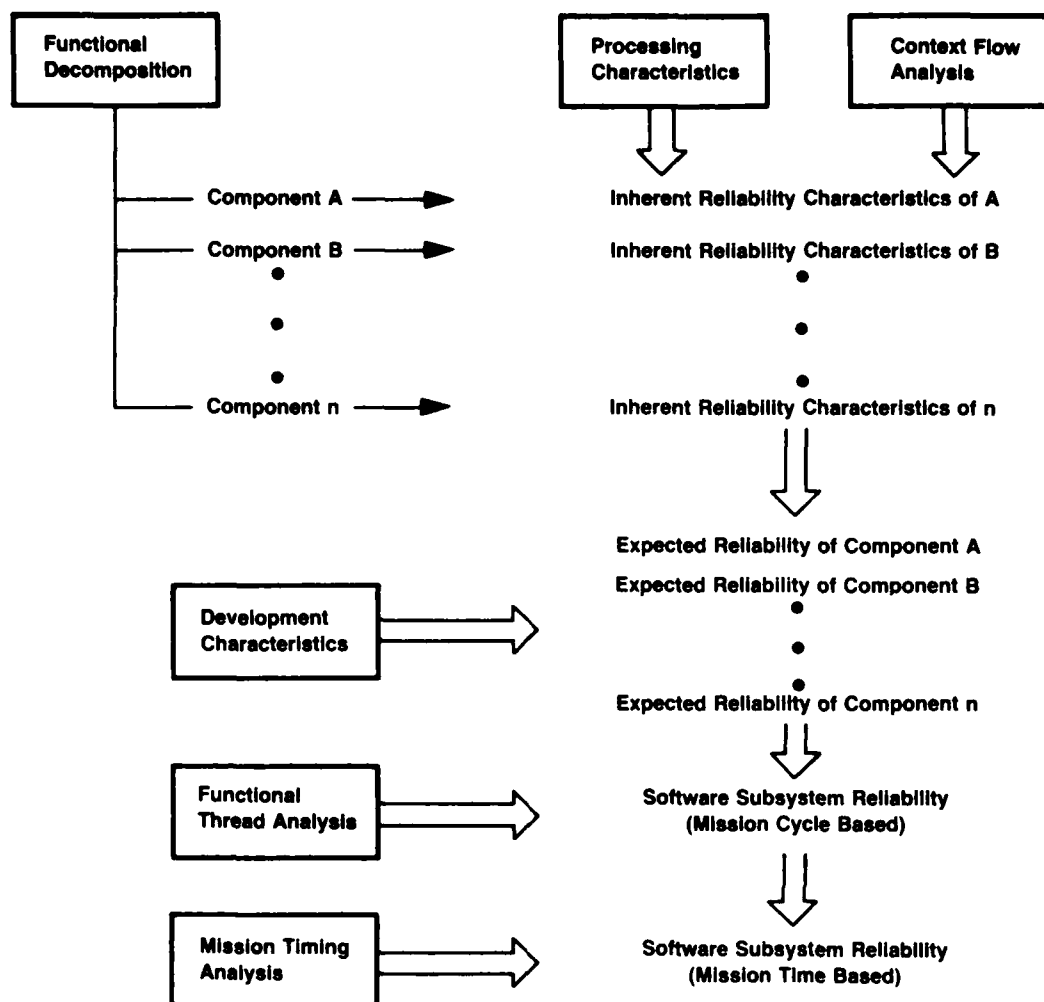 Functional
Decomposition
Processing
Characteristics
Context Flow
Analysis
Component A
Inherent Reliability Characteristics of A
Component B
Inherent Reliability Characteristics of B
Component n
Inherent Reliability Characteristics of n
Expected Reliability of Component A
Expected Reliability of Component B
Development
Characteristics
Expected Reliability of Component n
Functional
Thread Analysis
Software Subsystem Reliability
(Mission Cycle Based)
Mission Timing
Analysis
Software Subsystem Reliability
(Mission Time Based)